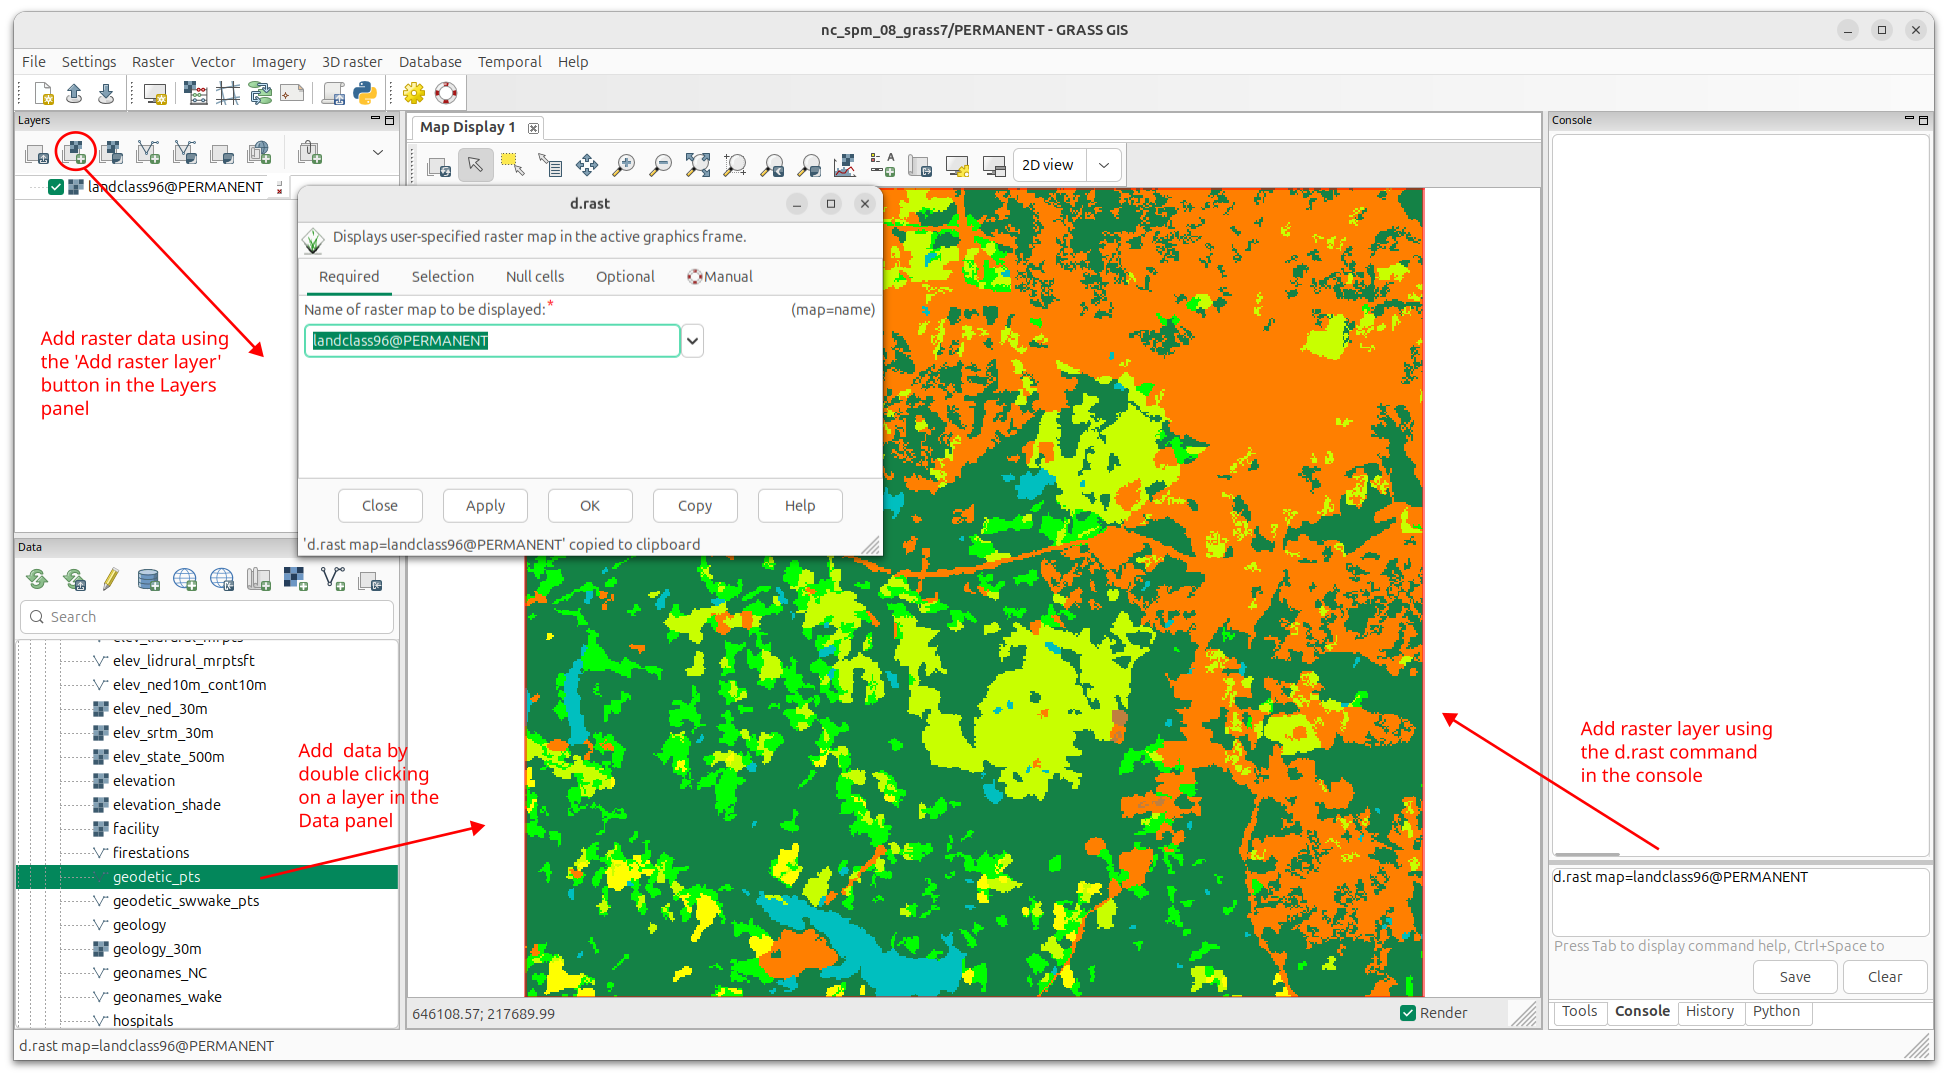 nc_spm_08_grass7/PERMANENT - GRASS GIS
File Settings Raster Vector Imagery 3D raster Database Temporal Help
Layers
landclass96@PERMANENT
Add raster data using
the 'Add raster layer'
button in the Layers
panel
Map Display 1
2D view
d.rast
Displays user-specified raster map in the active graphics frame.
Required Selection Null cells Optional Manual
Name of raster map to be displayed:* (map=name)
landclass96@PERMANENT
Close Apply OK Copy Help
'd.rast map=landclass96@PERMANENT' copied to clipboard
Data
Search
elev_lidrural_mrpts
elev_lidrural_mrptsft
elev_ned10m_cont10m
elev_ned_30m
elev_srtm_30m
elev_state_500m
elevation
elevation_shade
facility
firestations
geodetic_pts
geodetic_swwake_pts
geology
geology_30m
geonames_NC
geonames_wake
hospitals
Add data by
double clicking
on a layer in the
Data panel
646108.57; 217689.99
Render
Console
Add raster layer using
the d.rast command
in the console
d.rast map=landclass96@PERMANENT
Press Tab to display command help, Ctrl+Space to
Save Clear
Tools Console History Python
d.rast map=landclass96@PERMANENT